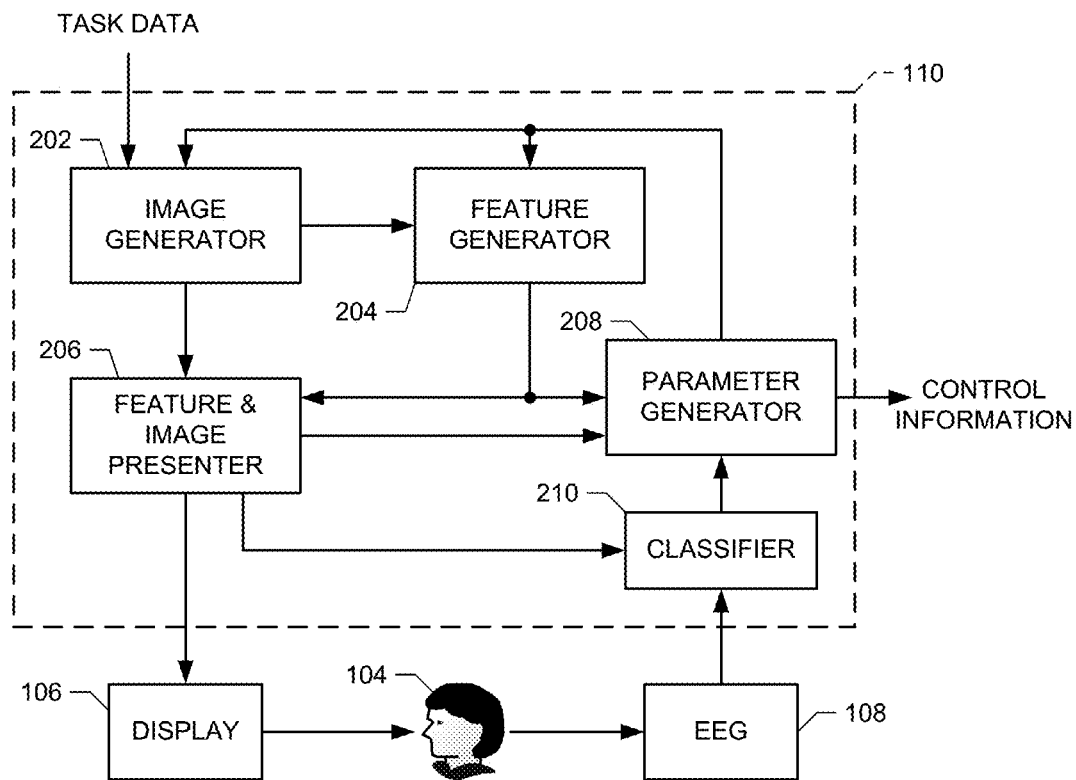 TASK DATA
110
202
IMAGE
GENERATOR
FEATURE
GENERATOR
204
208
206
FEATURE &
IMAGE
PRESENTER
PARAMETER
GENERATOR
CONTROL
INFORMATION
210
CLASSIFIER
106
DISPLAY
104
EEG
108